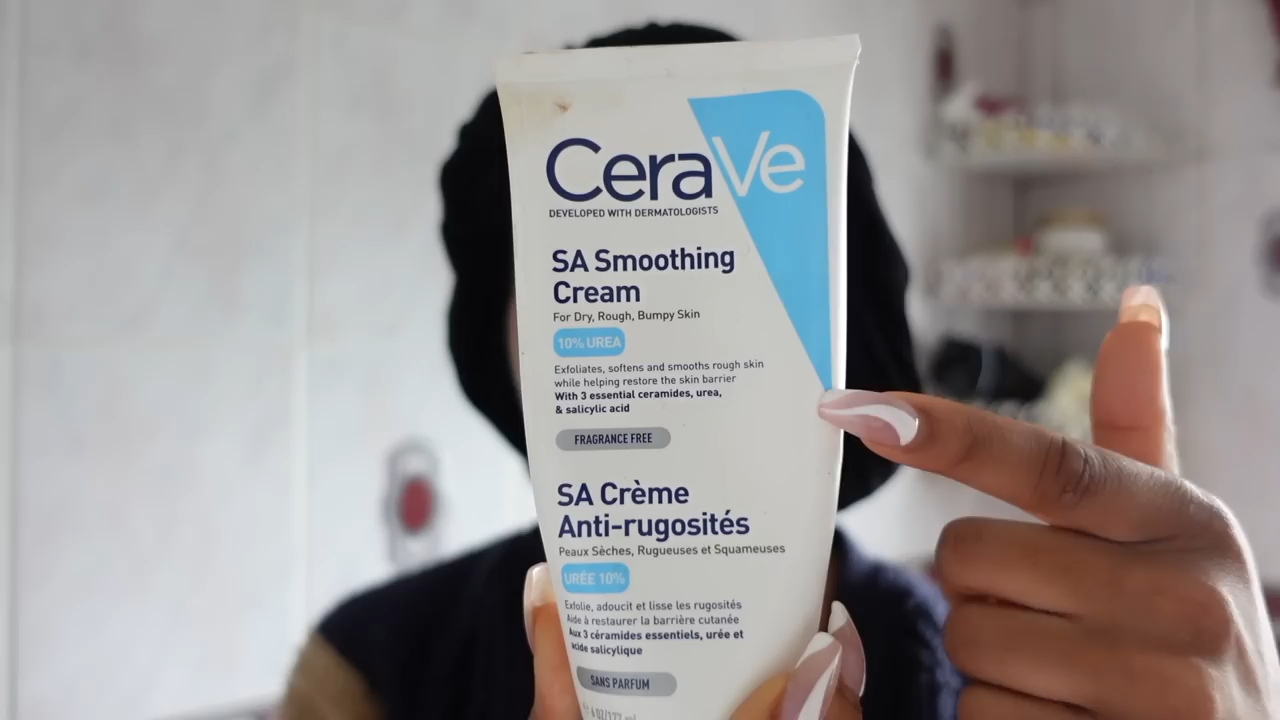 CeraVe
DEVELOPED WITH DERMATOLOGISTS
SA Smoothing
Cream
For Dry, Rough, Bumpy Skin
10% UREA
Exfoliates, softens and smooths rough skin
while helping restore the skin barrier
With 3 essential ceramides, urea,
& salicylic acid
FRAGRANCE FREE
SA Crème
Anti-rugosités
Peaux Sèches, Rugueuses et Squameuses
URÉE 10%
Exfolie, adoucit et lisse les rugosités
Aide à restaurer la barrière cutanée
Aux 3 céramides essentiels, urée et
acide salicylique
SANS PARFUM